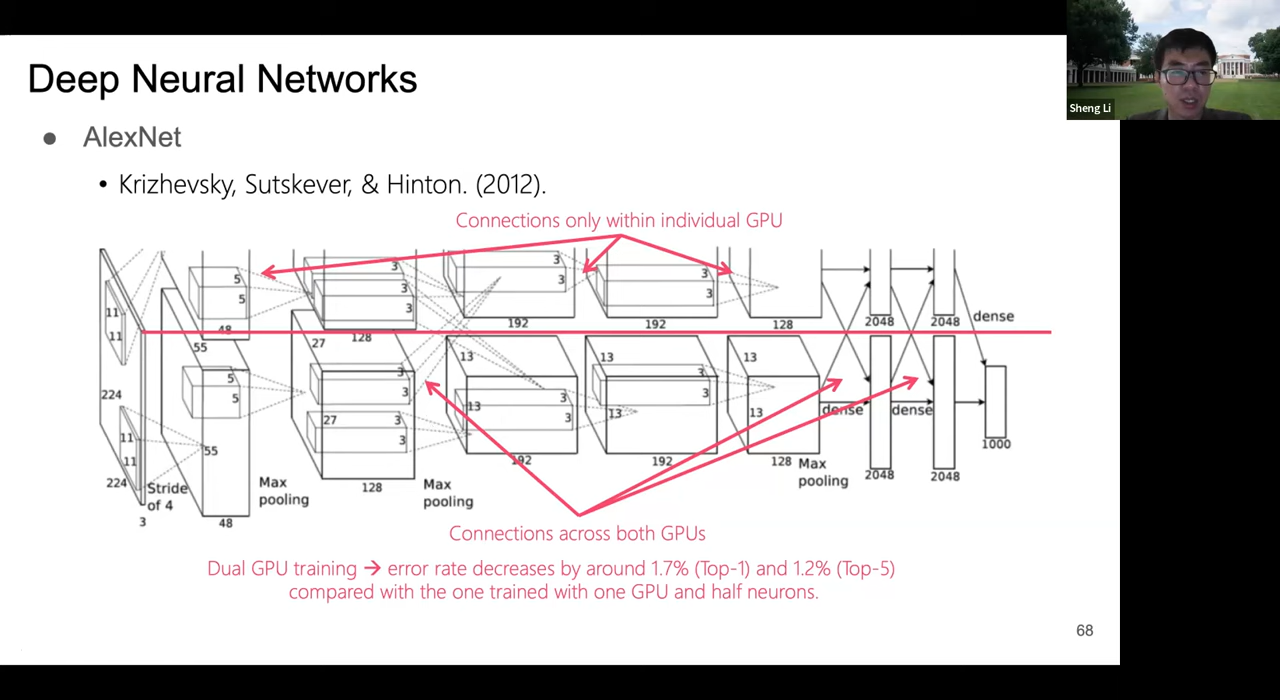 Sheng Li
Deep Neural Networks
● AlexNet
• Krizhevsky, Sutskever, & Hinton. (2012).
Connections only within individual GPU
3 3 5
5 3 3 3 3
11 48 3 192 192 128 2048 2048 dense
11 55 27 128
13 13 13
224 5 3 3
5 3 13 3 3 13 13 dense dense
11 55 27 3 3
11 3 192 192 128 Max 2048 2048 1000
224 Stride Max 128 Max pooling
of 4 pooling pooling
3 48
Connections across both GPUs
Dual GPU training → error rate decreases by around 1.7% (Top-1) and 1.2% (Top-5)
compared with the one trained with one GPU and half neurons.
68